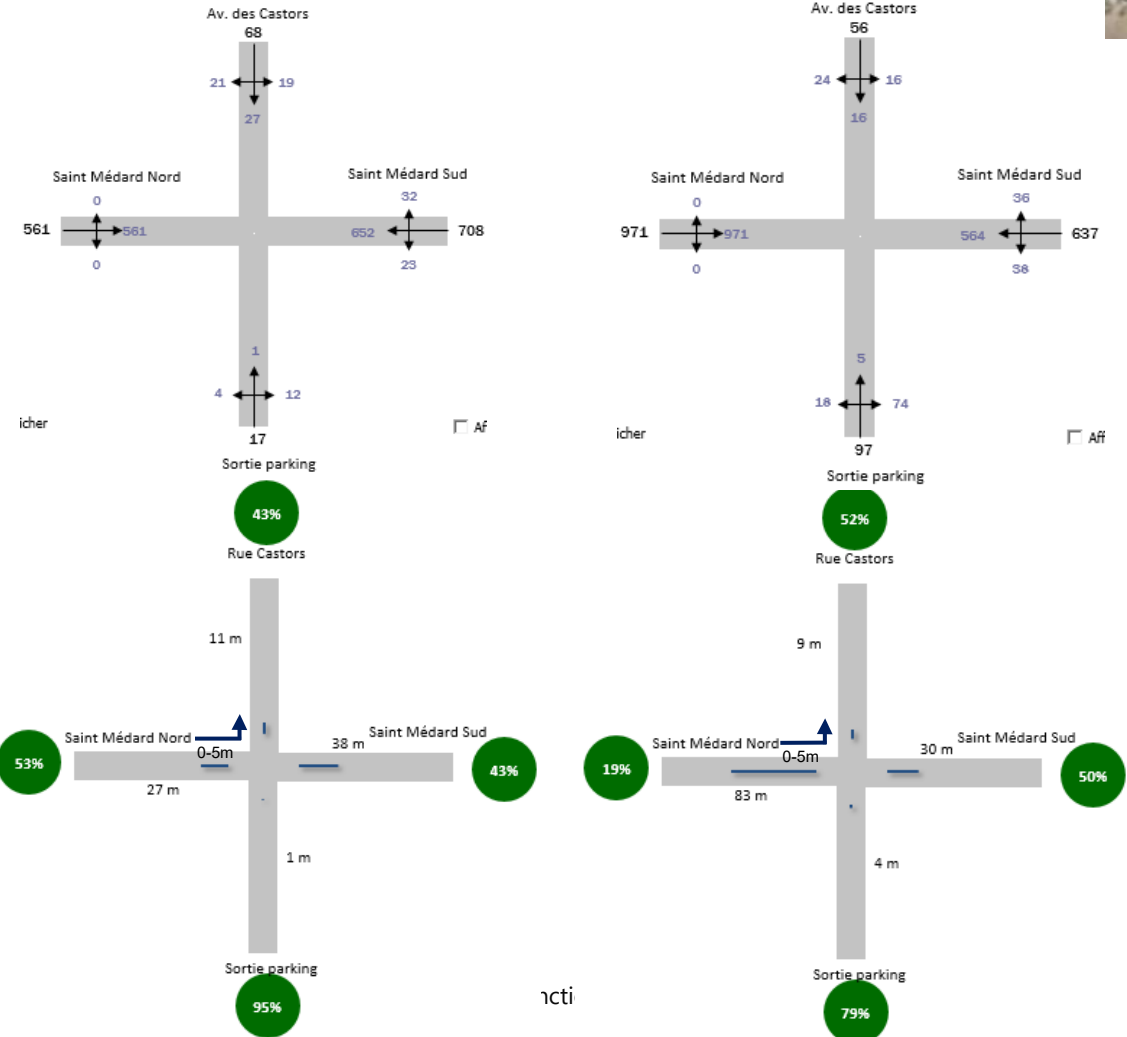 Av. des Castors
68
21 19
27
Saint Médard Nord
Saint Médard Sud
0
32
561 561
652 708
0
23
1
4 12
icher
Af
17
Sortie parking
Av. des Castors
56
24 16
16
Saint Médard Nord
Saint Médard Sud
0
36
971 971
564 637
0
38
5
18 74
icher
Aff
97
Sortie parking
43%
Rue Castors
11 m
Saint Médard Nord
Saint Médard Sud
0-5m
38 m
53%
43%
27 m
1 m
Sortie parking
95%
52%
Rue Castors
9 m
Saint Médard Nord
Saint Médard Sud
0-5m
30 m
19%
50%
83 m
4 m
Sortie parking
79%